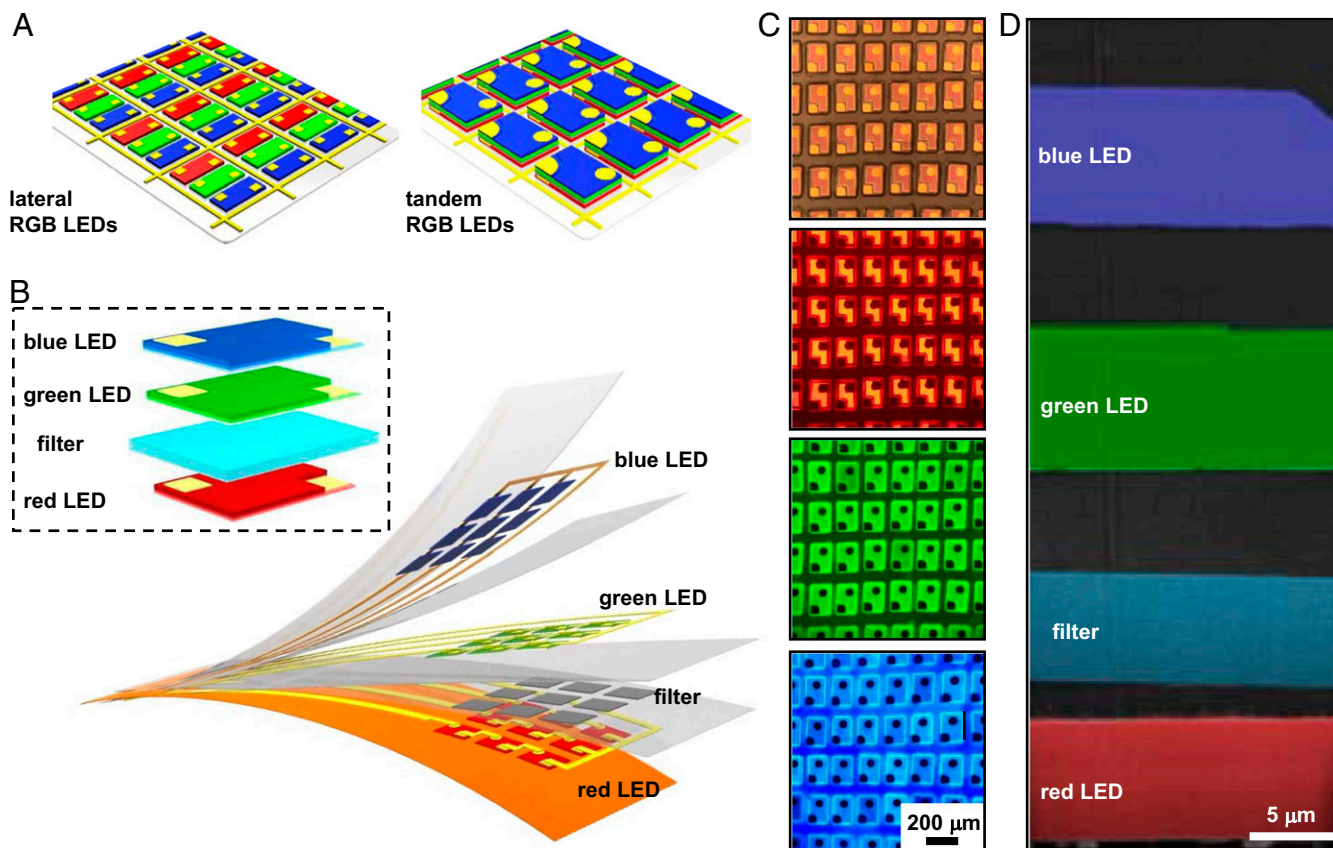 A
lateral
RGB LEDs
tandem
RGB LEDs
B
blue LED
green LED
filter
red LED
blue LED
green LED
filter
red LED
C
200 μm
D
blue LED
green LED
filter
red LED
5 μm